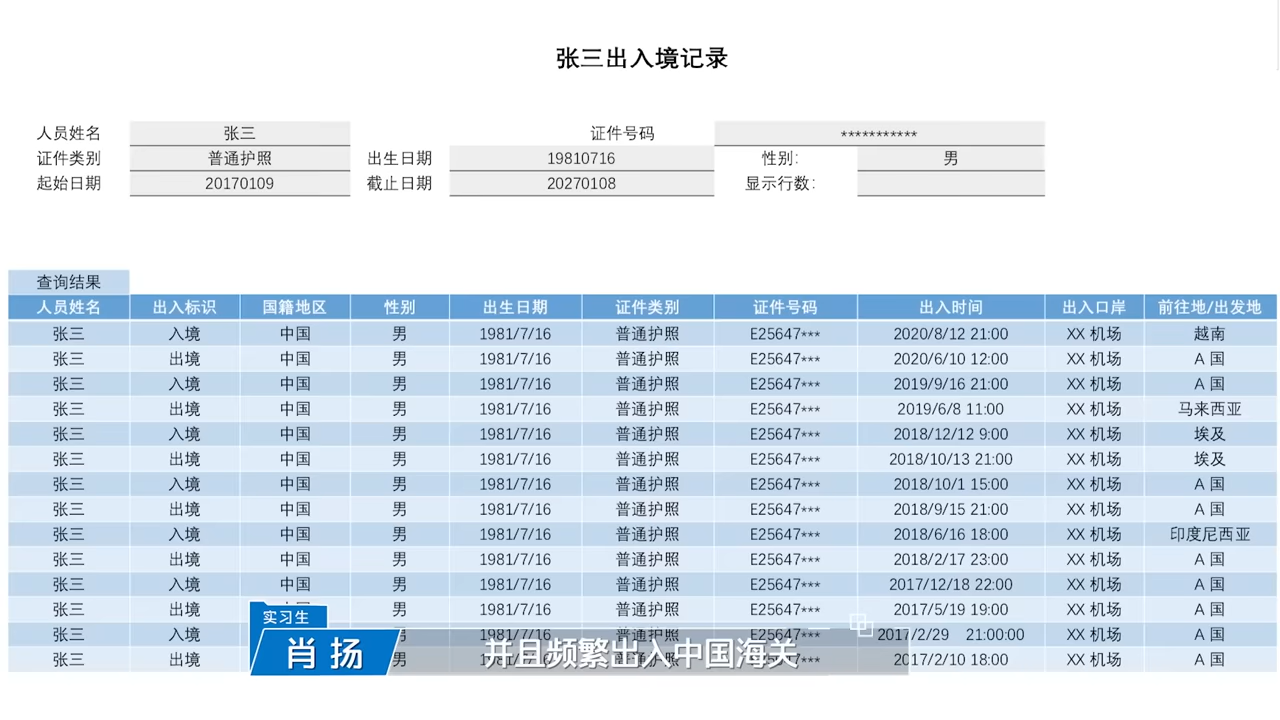 张三出入境记录
人员姓名 张三 证件号码 ***********
证件类别 普通护照 出生日期 19810716 性别: 男
起始日期 20170109 截止日期 20270108 显示行数:
查询结果
人员姓名 出入标识 国籍地区 性别 出生日期 证件类别 证件号码 出入时间 出入口岸 前往地/出发地
张三 入境 中国 男 1981/7/16 普通护照 E25647*** 2020/8/12 21:00 XX 机场 越南
张三 出境 中国 男 1981/7/16 普通护照 E25647*** 2020/6/10 12:00 XX 机场 A 国
张三 入境 中国 男 1981/7/16 普通护照 E25647*** 2019/9/16 21:00 XX 机场 A 国
张三 出境 中国 男 1981/7/16 普通护照 E25647*** 2019/6/8 11:00 XX 机场 马来西亚
张三 入境 中国 男 1981/7/16 普通护照 E25647*** 2018/12/12 9:00 XX 机场 埃及
张三 出境 中国 男 1981/7/16 普通护照 E25647*** 2018/10/13 21:00 XX 机场 埃及
张三 入境 中国 男 1981/7/16 普通护照 E25647*** 2018/10/1 15:00 XX 机场 A 国
张三 出境 中国 男 1981/7/16 普通护照 E25647*** 2018/9/15 21:00 XX 机场 A 国
张三 入境 中国 男 1981/7/16 普通护照 E25647*** 2018/6/16 18:00 XX 机场 印度尼西亚
张三 出境 中国 男 1981/7/16 普通护照 E25647*** 2018/2/17 23:00 XX 机场 A 国
张三 入境 中国 男 1981/7/16 普通护照 E25647*** 2017/12/18 22:00 XX 机场 A 国
张三 出境 中国 男 1981/7/16 普通护照 E25647*** 2017/5/19 19:00 XX 机场 A 国
张三 入境 1981/7/16 普通护照 E25647*** 2017/2/29 21:00:00 XX 机场 A 国
张三 出境 2017/2/10 18:00 XX 机场 A 国
实习生
肖扬 并且频繁出入中国海关